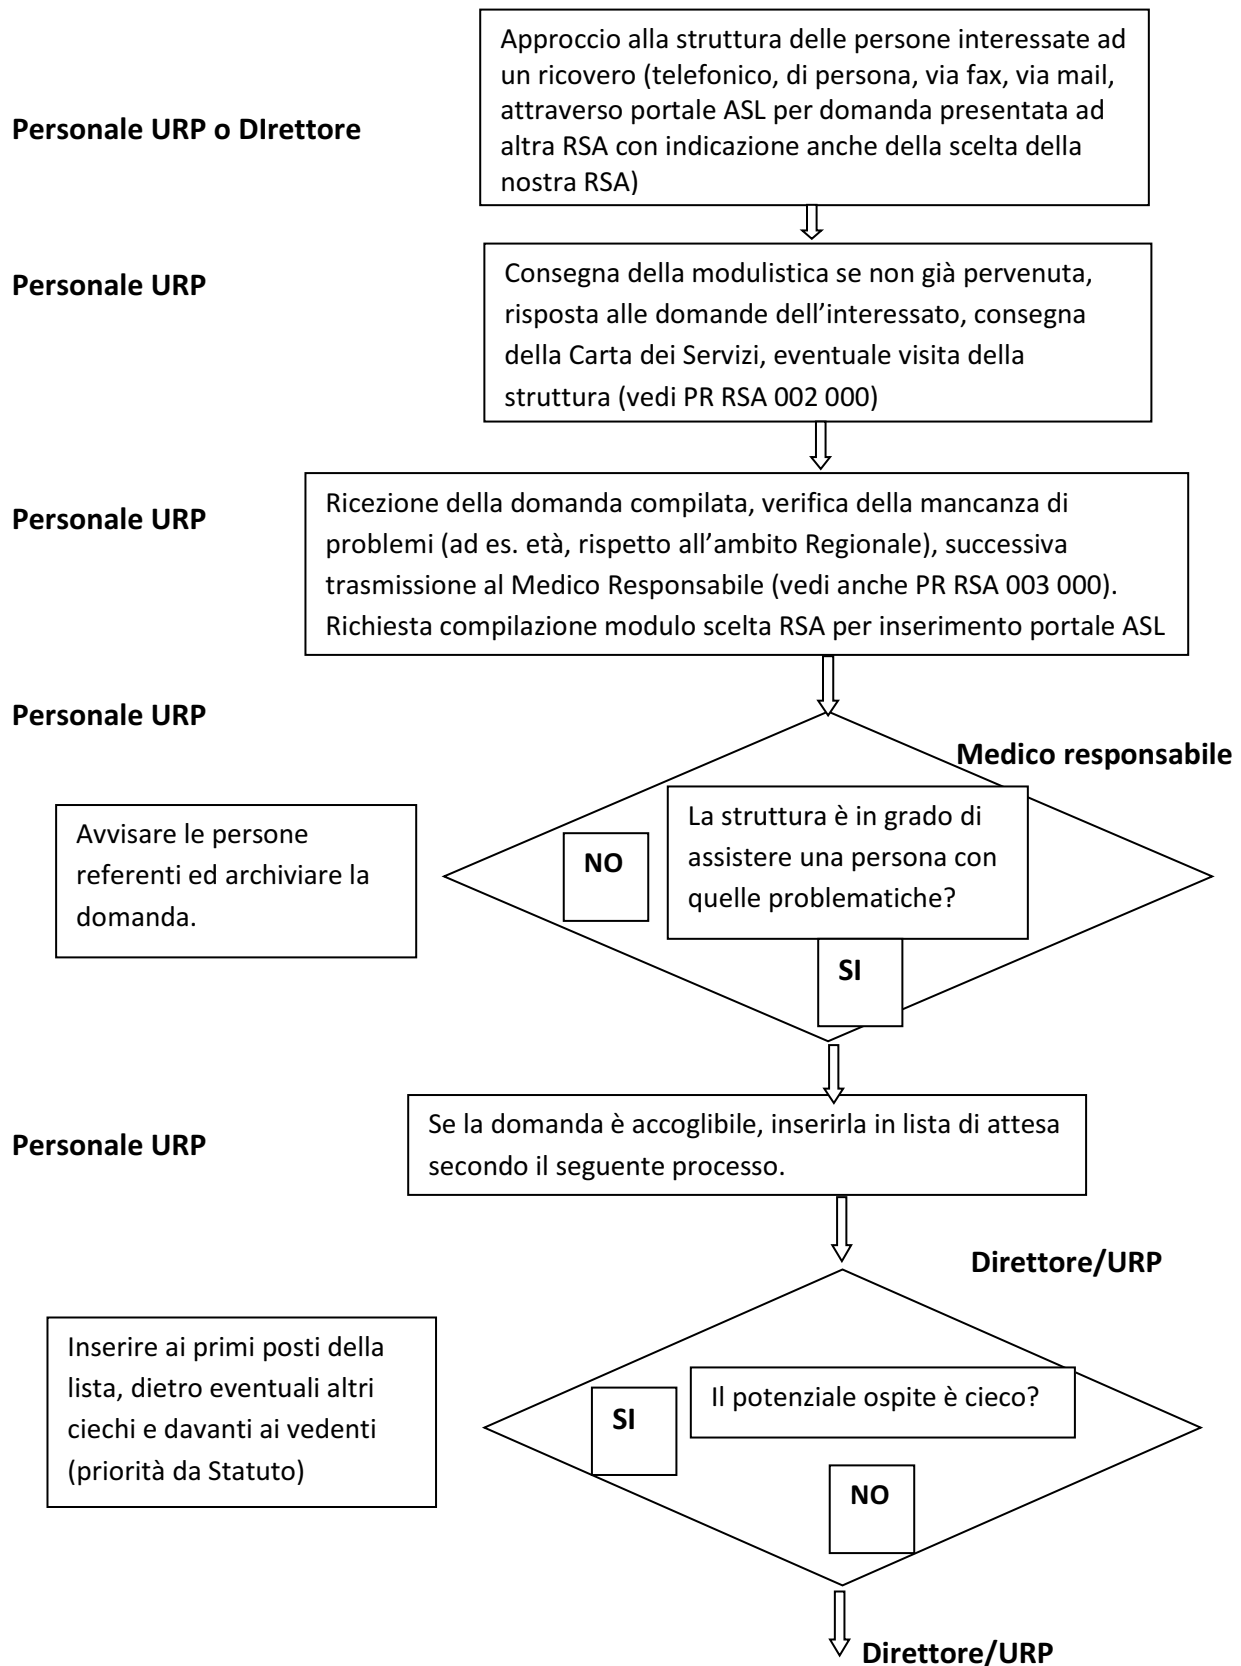 Approccio alla struttura delle persone interessate ad
un ricovero (telefonico, di persona, via fax, via mail,
attraverso portale ASL per domanda presentata ad
altra RSA con indicazione anche della scelta della
nostra RSA)
Personale URP o DIrettore
Personale URP
Consegna della modulistica se non già pervenuta,
risposta alle domande dell’interessato, consegna
della Carta dei Servizi, eventuale visita della
struttura (vedi PR RSA 002 000)
Personale URP
Ricezione della domanda compilata, verifica della mancanza di
problemi (ad es. età, rispetto all’ambito Regionale), successiva
trasmissione al Medico Responsabile (vedi anche PR RSA 003 000).
Richiesta compilazione modulo scelta RSA per inserimento portale ASL
Personale URP
Medico responsabile
Avvisare le persone
referenti ed archiviare la
domanda.
NO
La struttura è in grado di
assistere una persona con
quelle problematiche?
SI
Personale URP
Se la domanda è accoglibile, inserirla in lista di attesa
secondo il seguente processo.
Direttore/URP
Inserire ai primi posti della
lista, dietro eventuali altri
ciechi e davanti ai vedenti
(priorità da Statuto)
SI
Il potenziale ospite è cieco?
NO
Direttore/URP